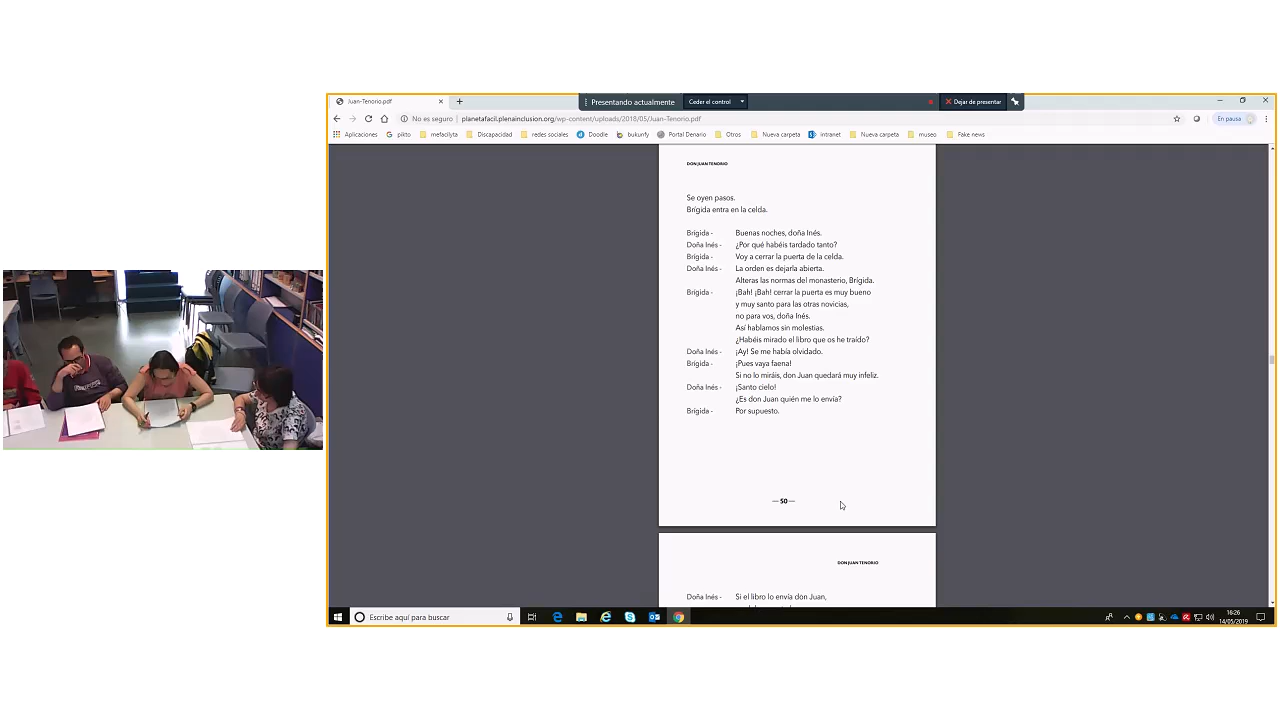 Juan-Tenorio.pdf
Presentando actualmente
Ceder el control
Dejar de presentar
No es seguro
planetafacil.plenainclusion.org/wp-content/uploads/2018/05/Juan-Tenorio.pdf
En pausa
Aplicaciones
pikto
mefacilyta
Discapacidad
redes sociales
Doodle
bukunfy
Portal Denario
Otros
Nueva carpeta
intranet
Nueva carpeta
museo
Fake news
DON JUAN TENORIO
Se oyen pasos.
Brígida entra en la celda.
Brígida - Buenas noches, doña Inés.
Doña Inés - ¿Por qué habéis tardado tanto?
Brígida - Voy a cerrar la puerta de la celda.
Doña Inés - La orden es dejarla abierta.
Alteras las normas del monasterio, Brígida.
Brígida - ¡Bah! ¡Bah! cerrar la puerta es muy bueno
y muy santo para las otras novicias,
no para vos, doña Inés.
Así hablamos sin molestias.
¿Habéis mirado el libro que os he traído?
Doña Inés - ¡Ay! Se me había olvidado.
Brígida - ¡Pues vaya faena!
Si no lo miráis, don Juan quedará muy infeliz.
Doña Inés - ¡Santo cielo!
¿Es don Juan quién me lo envía?
Brígida - Por supuesto.
— 50 —
DON JUAN TENORIO
Doña Inés - Si el libro lo envía don Juan,
Escribe aquí para buscar
16:26
14/05/2019